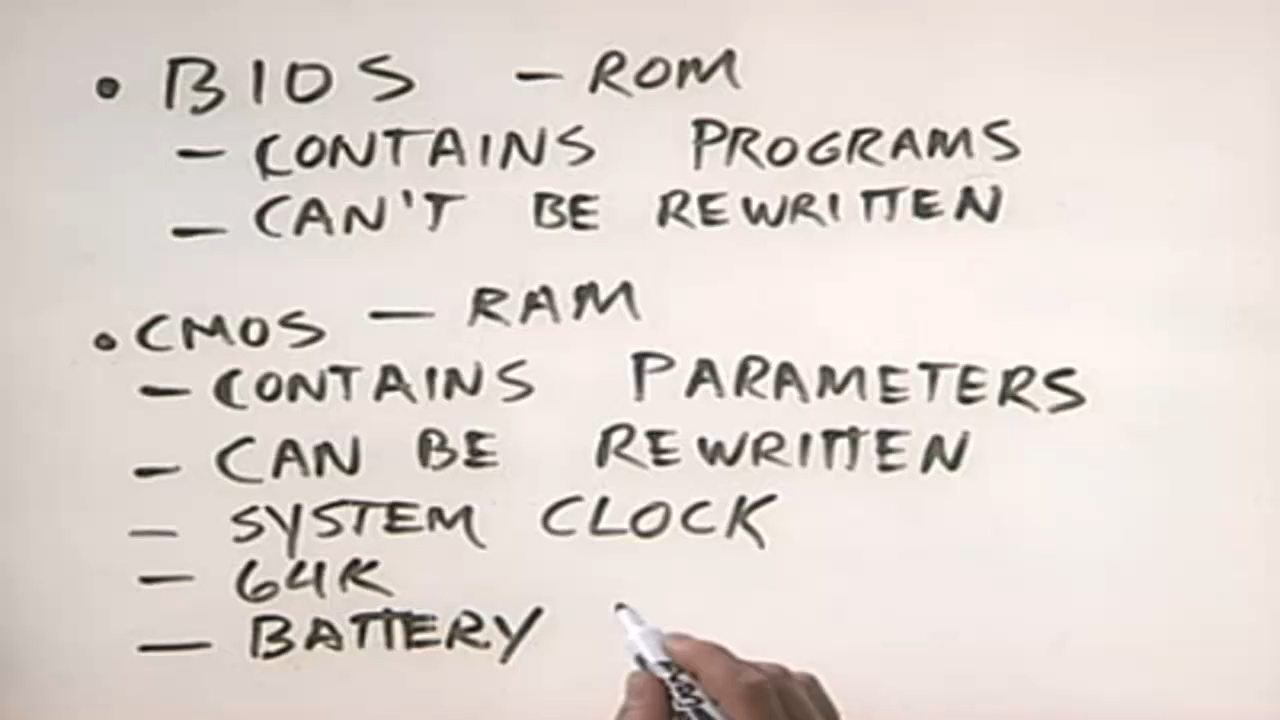 • BIOS - ROM
- CONTAINS PROGRAMS
- CAN'T BE REWRITTEN
• CMOS - RAM
- CONTAINS PARAMETERS
- CAN BE REWRITTEN
- SYSTEM CLOCK
- 64K
- BATTERY